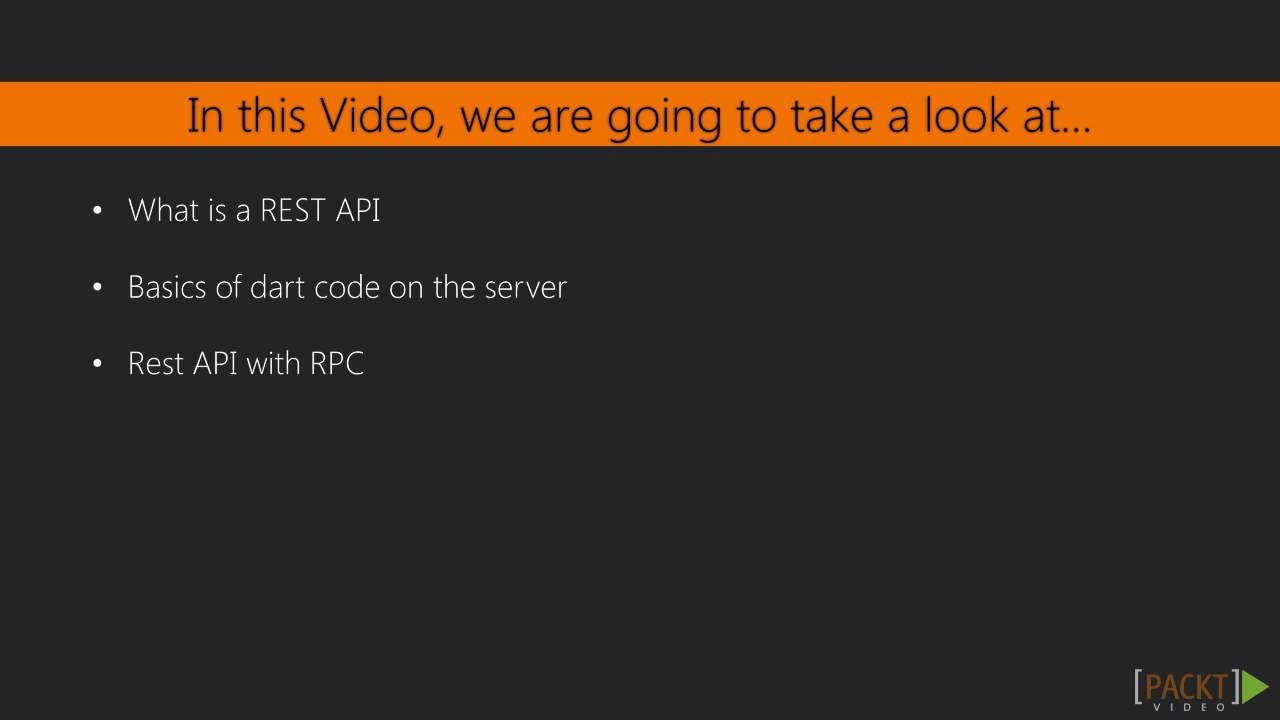 In this Video, we are going to take a look at...
• What is a REST API
• Basics of dart code on the server
• Rest API with RPC
[PACKT]
VIDEO